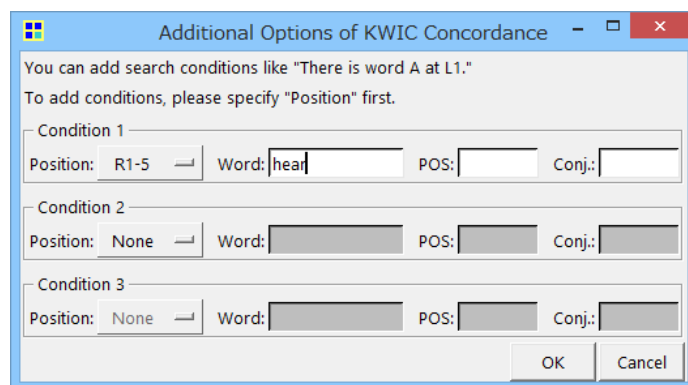 Additional Options of KWIC Concordance
You can add search conditions like "There is word A at L1."
To add conditions, please specify "Position" first.
Condition 1
Position: R1-5 Word: hear POS: Conj.:
Condition 2
Position: None Word: POS: Conj.:
Condition 3
Position: None Word: POS: Conj.:
OK Cancel